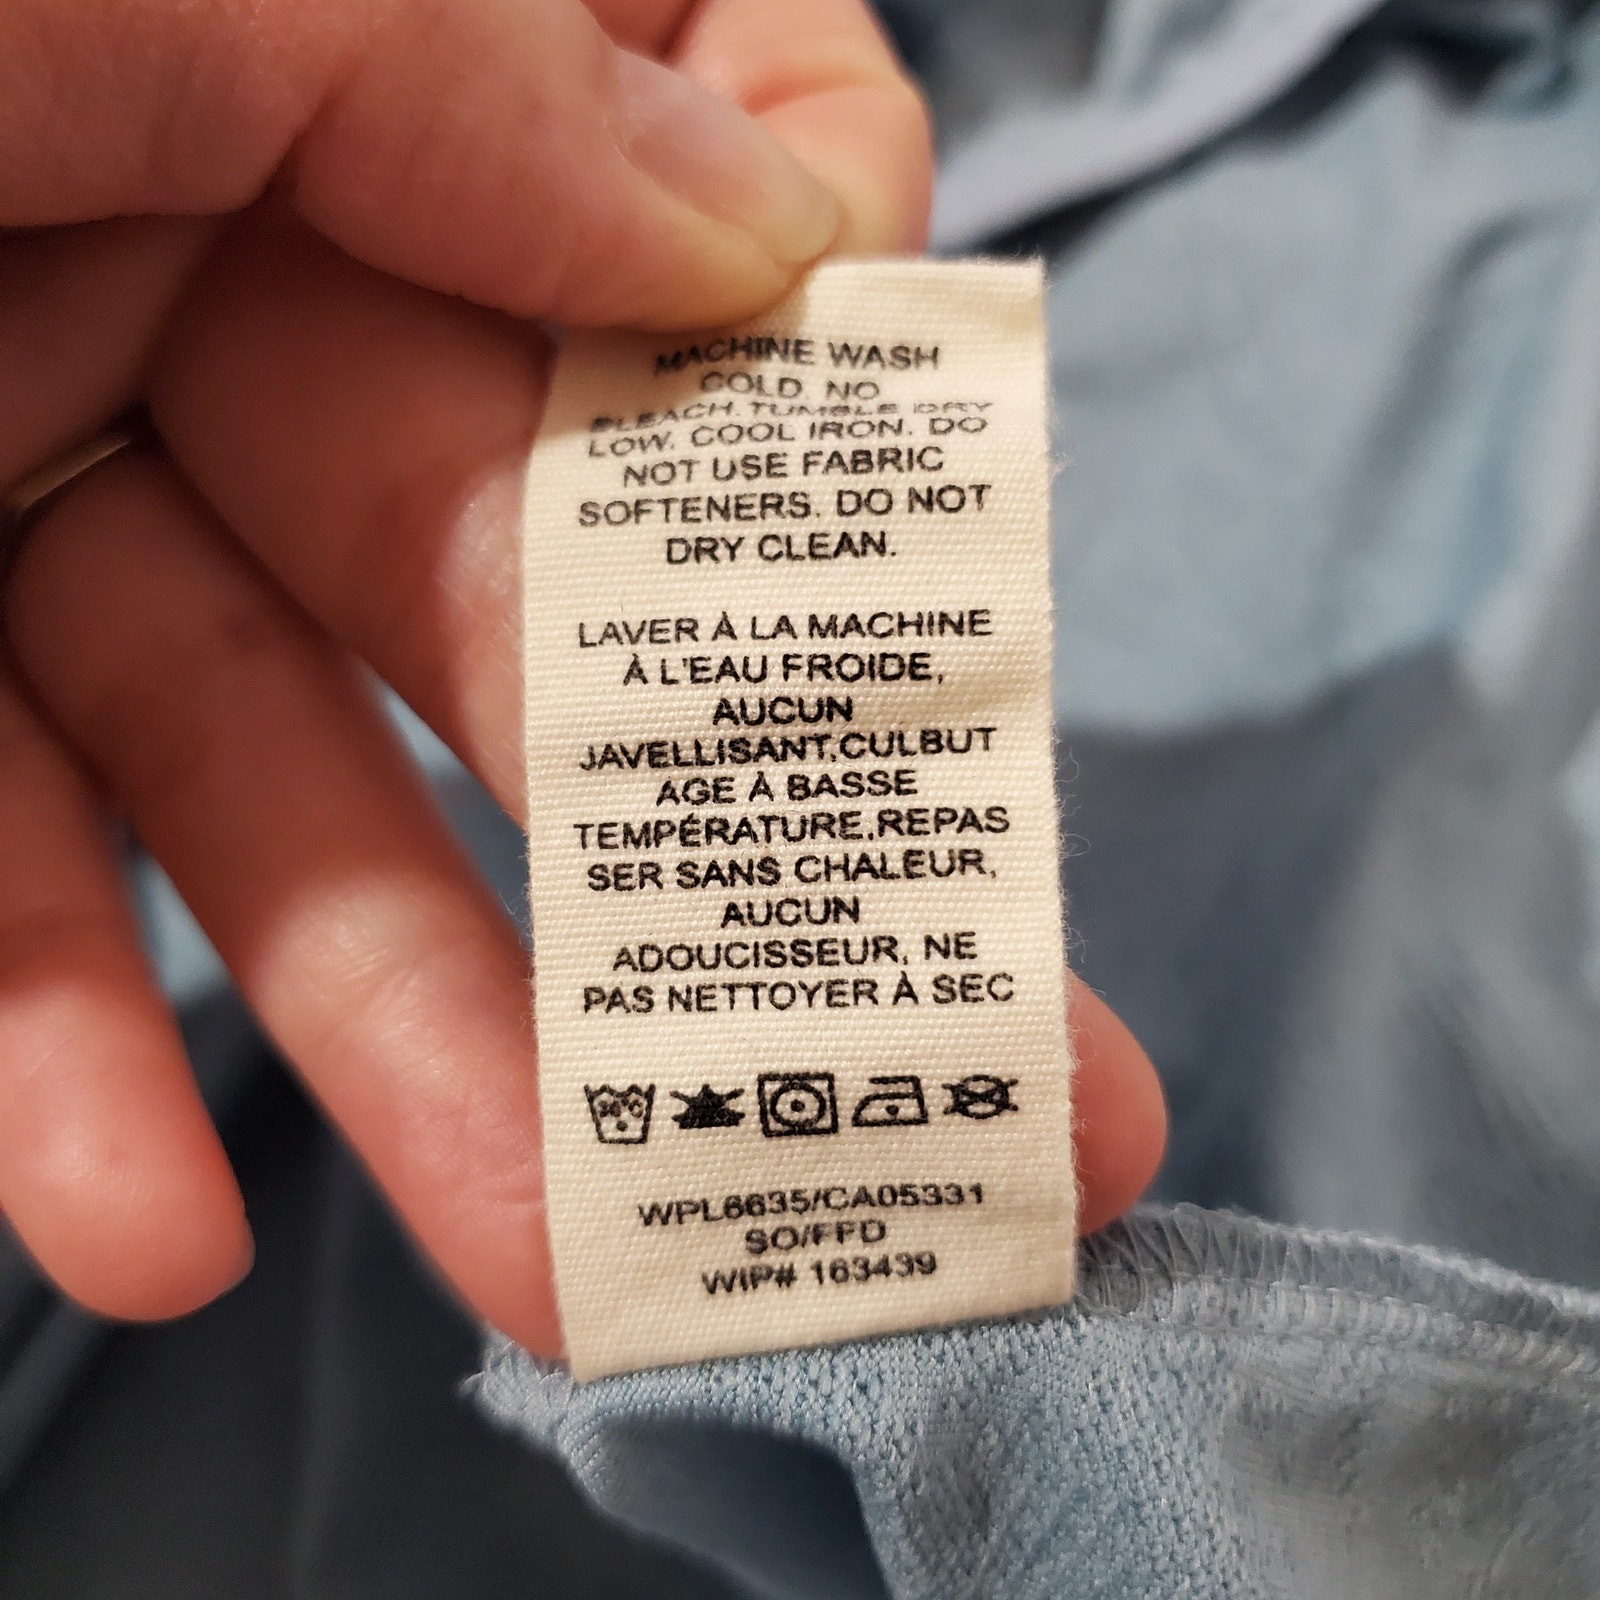 MACHINE WASH
COLD. NO
BLEACH. TUMBLE DRY
LOW. COOL IRON. DO
NOT USE FABRIC
SOFTENERS. DO NOT
DRY CLEAN.
LAVER À LA MACHINE
À L'EAU FROIDE,
AUCUN
JAVELLISANT,CULBUT
AGE À BASSE
TEMPÉRATURE,REPAS
SER SANS CHALEUR,
AUCUN
ADOUCISSEUR, NE
PAS NETTOYER À SEC
30°C
WPL6635/CA05331
SO/FFD
WIP# 163439